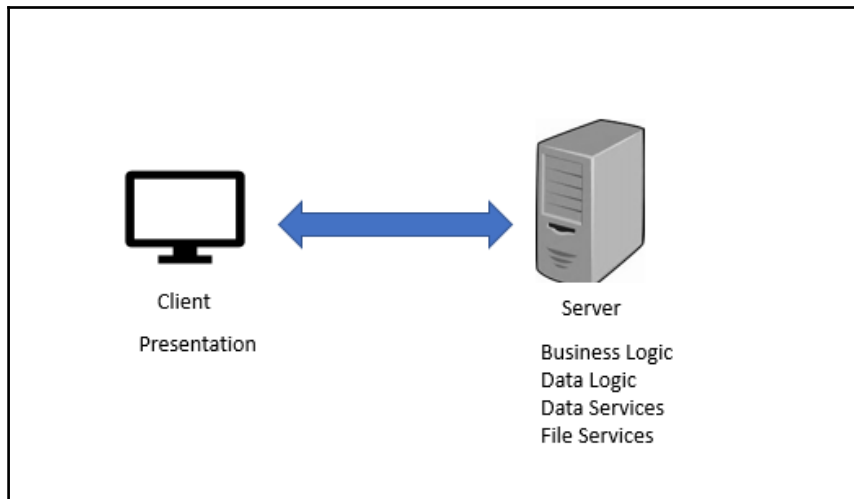 Client
Presentation
Server
Business Logic
Data Logic
Data Services
File Services